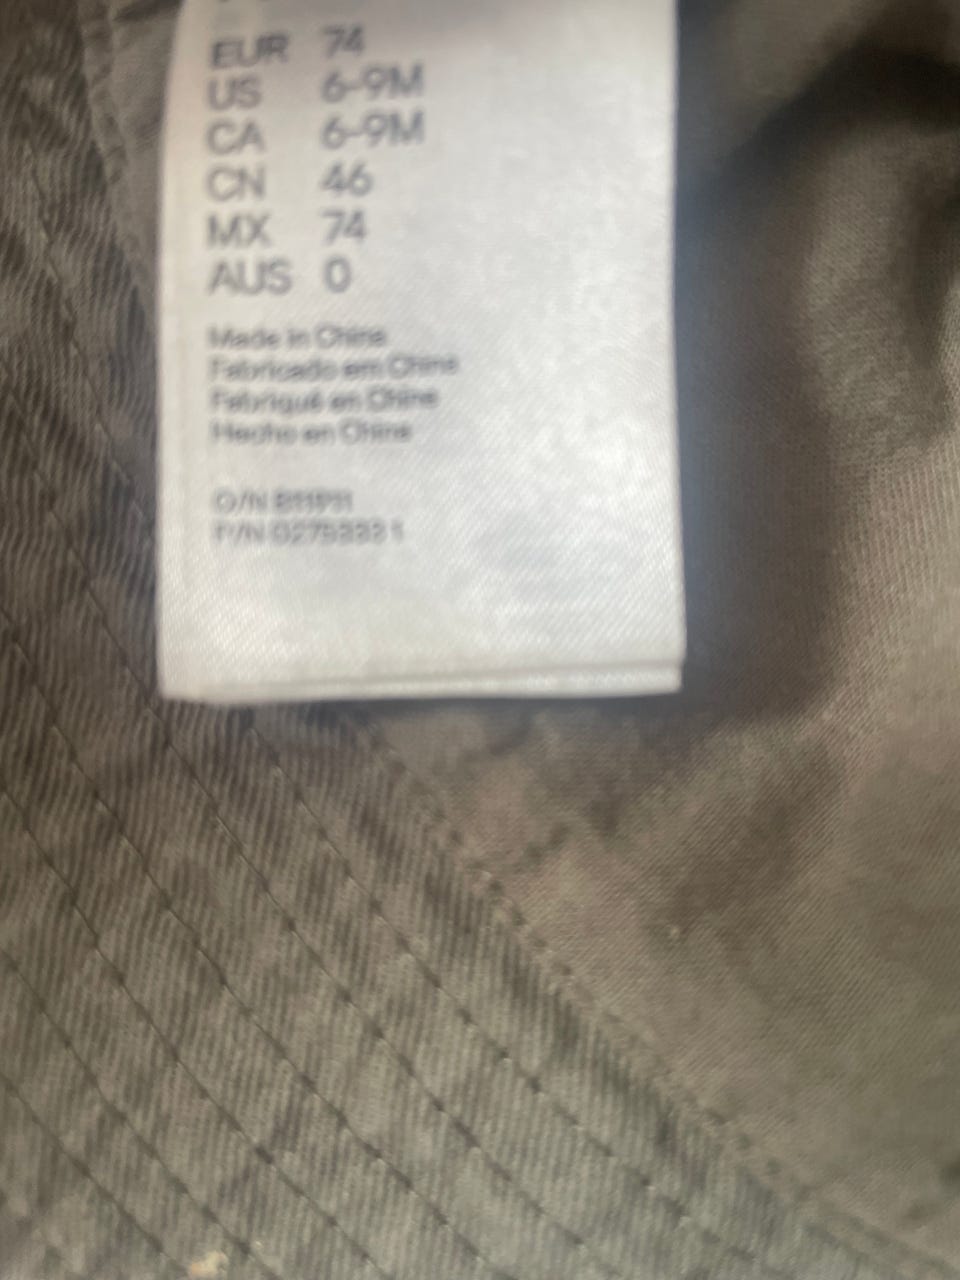 EUR 74
US 6-9M
CA 6-9M
CN 46
MX 74
AUS 0
Made in China
Fabricado em China
Fabriqué en Chine
Hecho en China
O/N
P/N